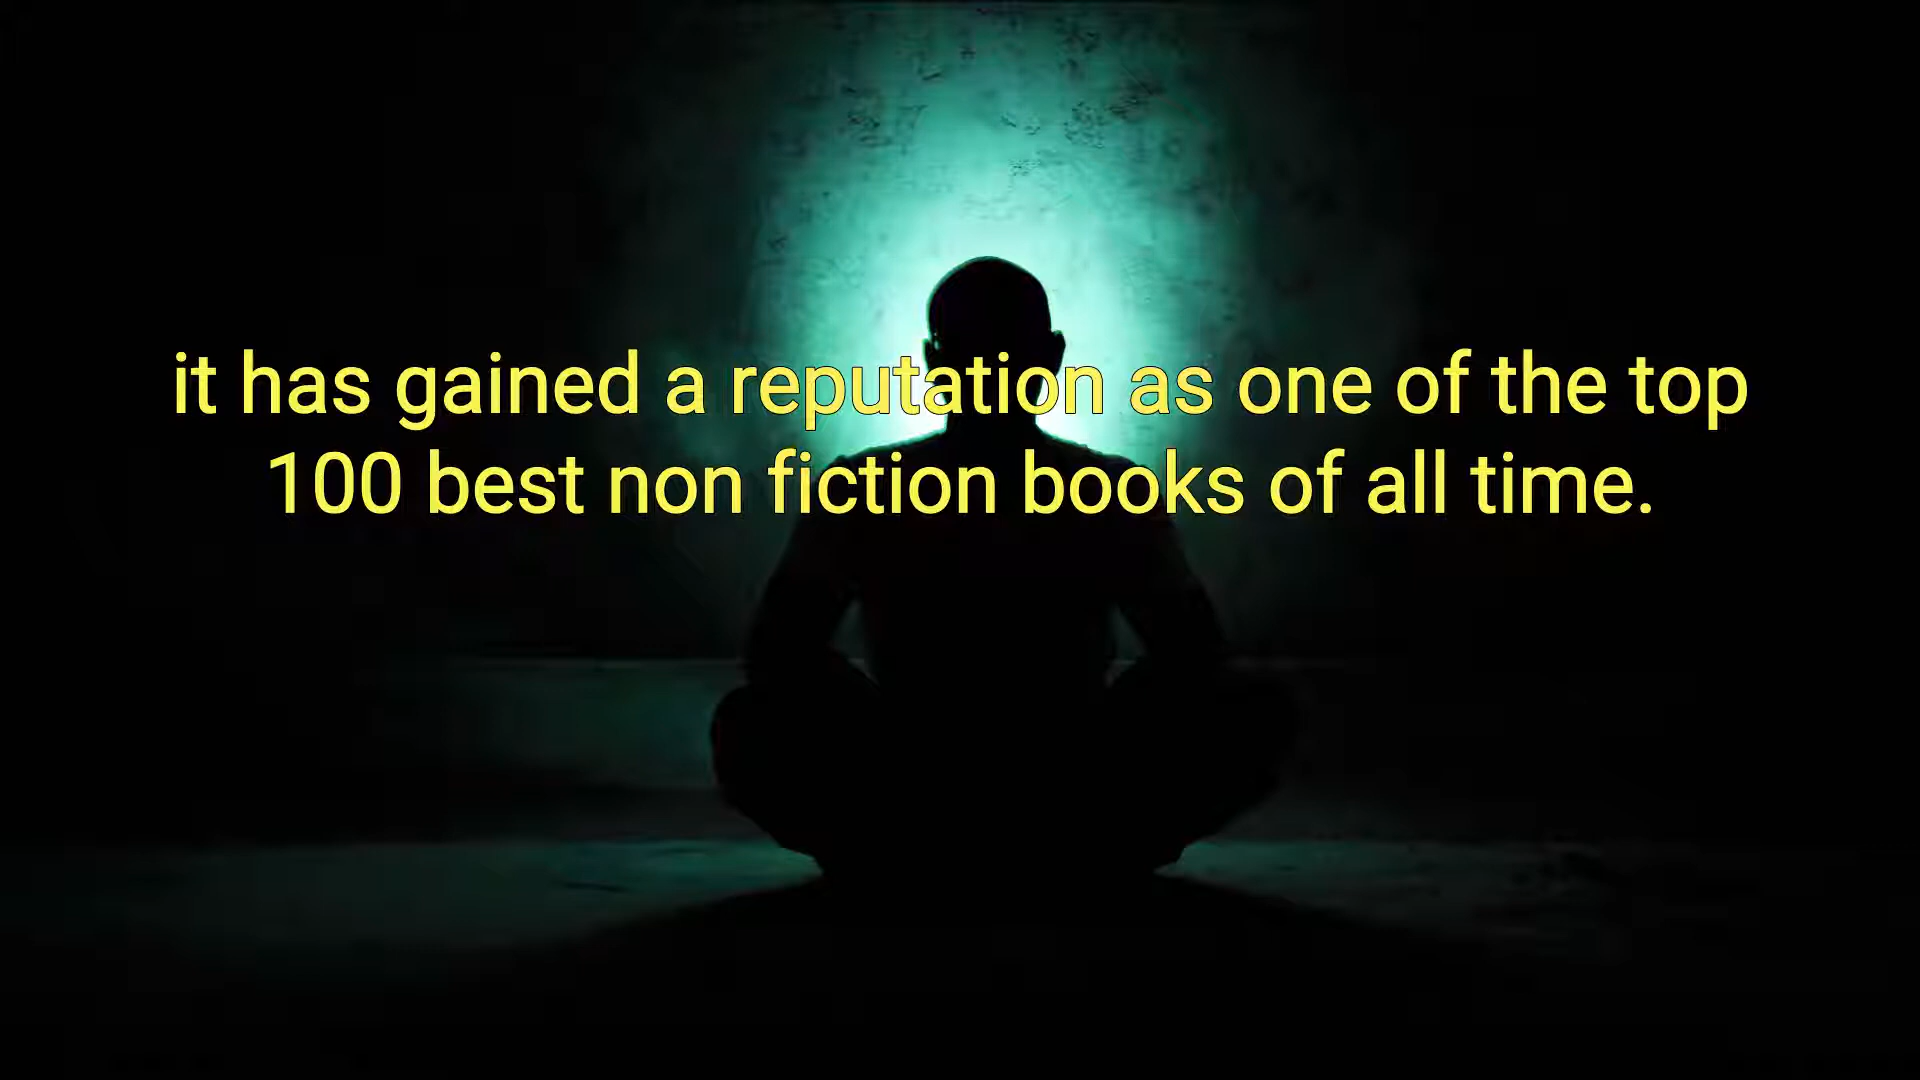 it has gained a reputation as one of the top
100 best non fiction books of all time.